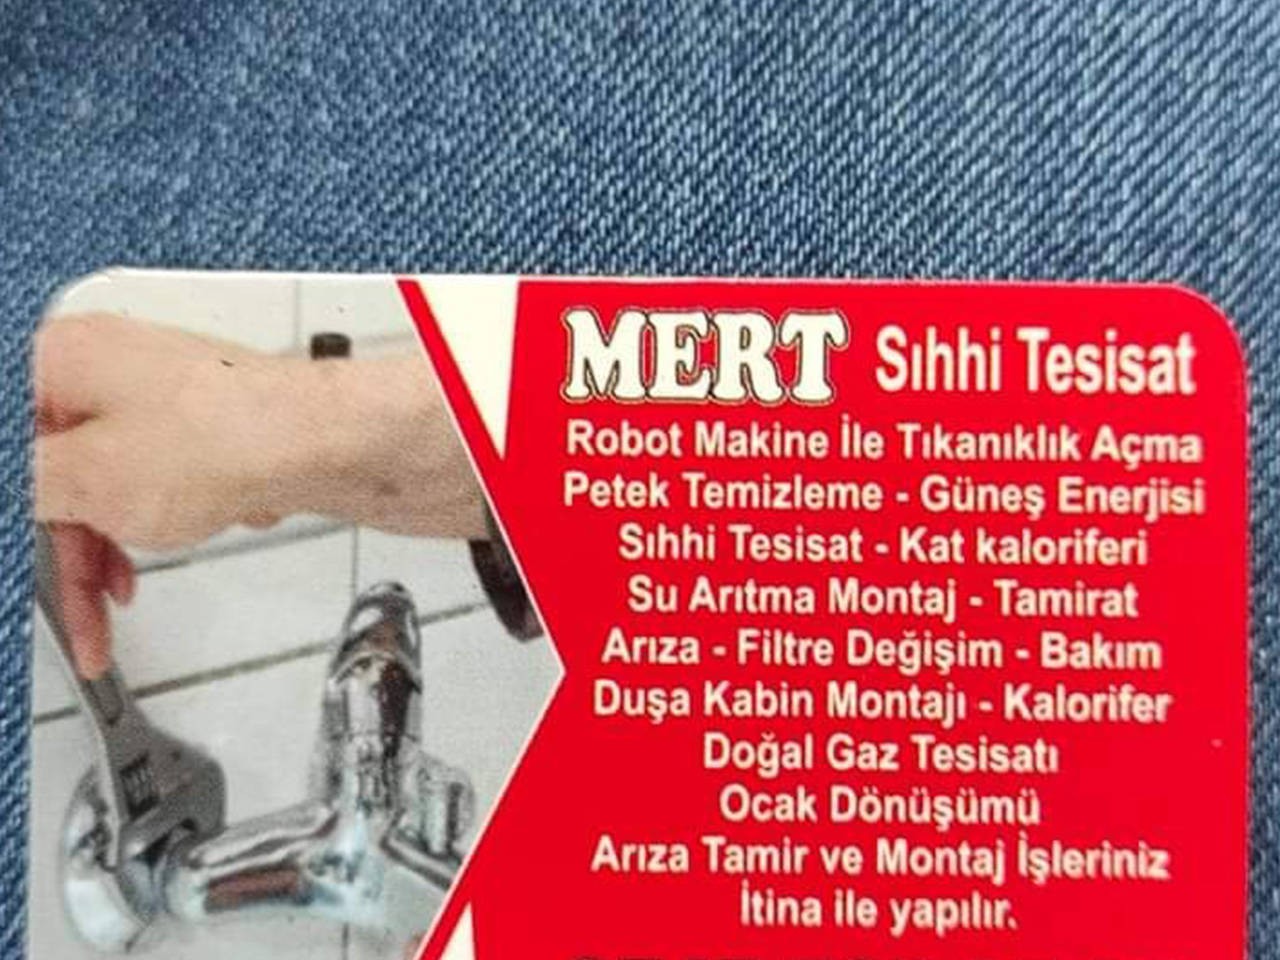 MERT Sıhhi Tesisat
Robot Makine İle Tıkanıklık Açma
Petek Temizleme - Güneş Enerjisi
Sıhhi Tesisat - Kat kaloriferi
Su Arıtma Montaj - Tamirat
Arıza - Filtre Değişim - Bakım
Duşa Kabin Montajı - Kalorifer
Doğal Gaz Tesisatı
Ocak Dönüşümü
Arıza Tamir ve Montaj İşleriniz
İtina ile yapılır.